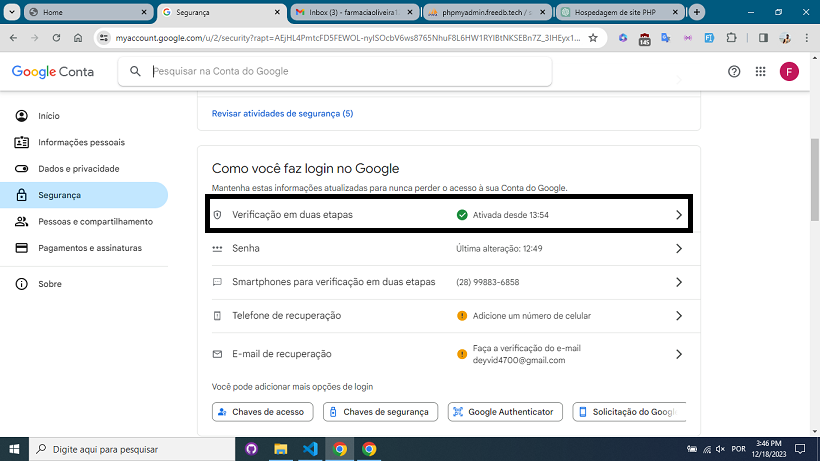 Home
Segurança
Inbox (3) - farmaciaoliveira1
phpmyadmin.freedb.tech /
Hospedagem de site PHP
myaccount.google.com/u/2/security?rapt=AEjHL4PmtcFD5FEWOL-nyISOcbV6ws8765NhuF8L6HW1RYlBtNKSEBn7Z_3IHEyx1...
145
Google Conta
Pesquisar na Conta do Google
F
Revisar atividades de segurança (5)
Início
Informações pessoais
Dados e privacidade
Segurança
Pessoas e compartilhamento
Pagamentos e assinaturas
Sobre
Como você faz login no Google
Mantenha estas informações atualizadas para nunca perder o acesso à sua Conta do Google.
Verificação em duas etapas
Ativada desde 13:54
Senha
Última alteração: 12:49
Smartphones para verificação em duas etapas
(28) 99883-6858
Telefone de recuperação
Adicione um número de celular
E-mail de recuperação
Faça a verificação do e-mail
deyvid4700@gmail.com
Você pode adicionar mais opções de login
Chaves de acesso
Chaves de segurança
Google Authenticator
Solicitação do Google
Digite aqui para pesquisar
POR
3:46 PM
12/18/2023